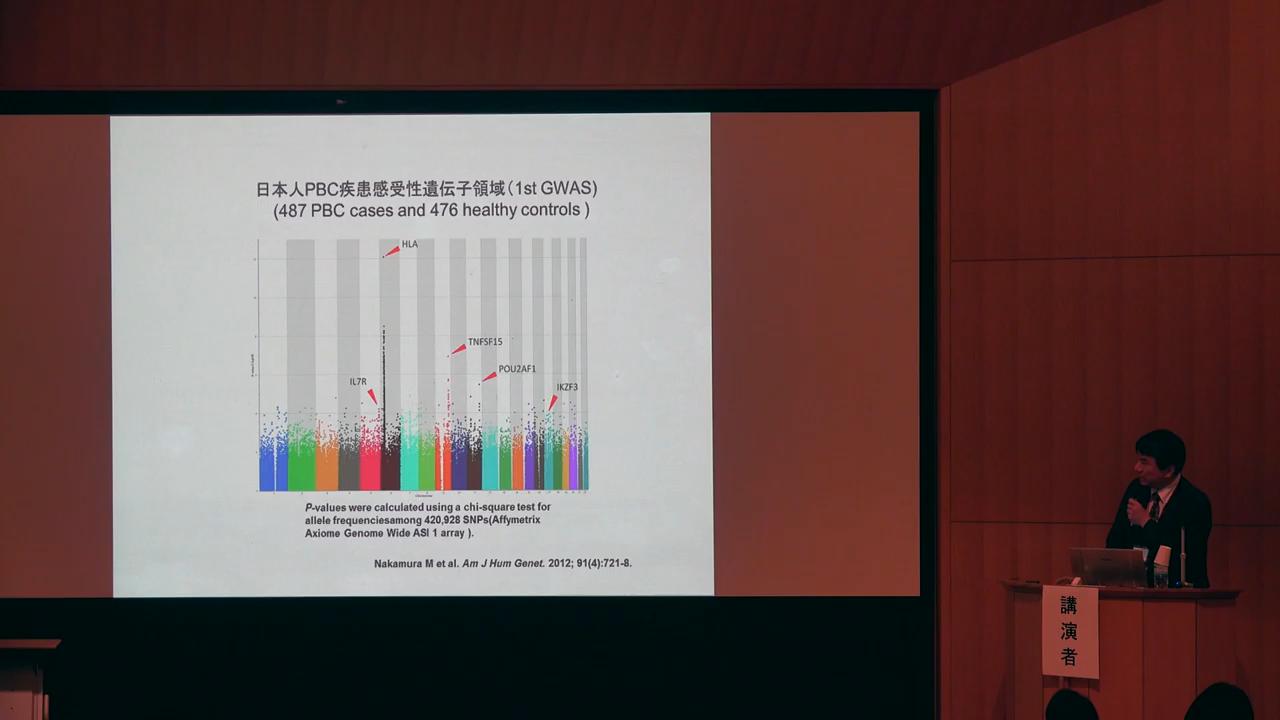 日本人PBC疾患感受性遺伝子領域(1st GWAS)
(487 PBC cases and 476 healthy controls )
HLA
TNFSF15
POU2AF1
IL7R
IKZF3
P-values were calculated using a chi-square test for
allele frequenciesamong 420,928 SNPs(Affymetrix
Axiome Genome Wide ASI 1 array ).
Nakamura M et al. Am J Hum Genet. 2012; 91(4):721-8.
講演者